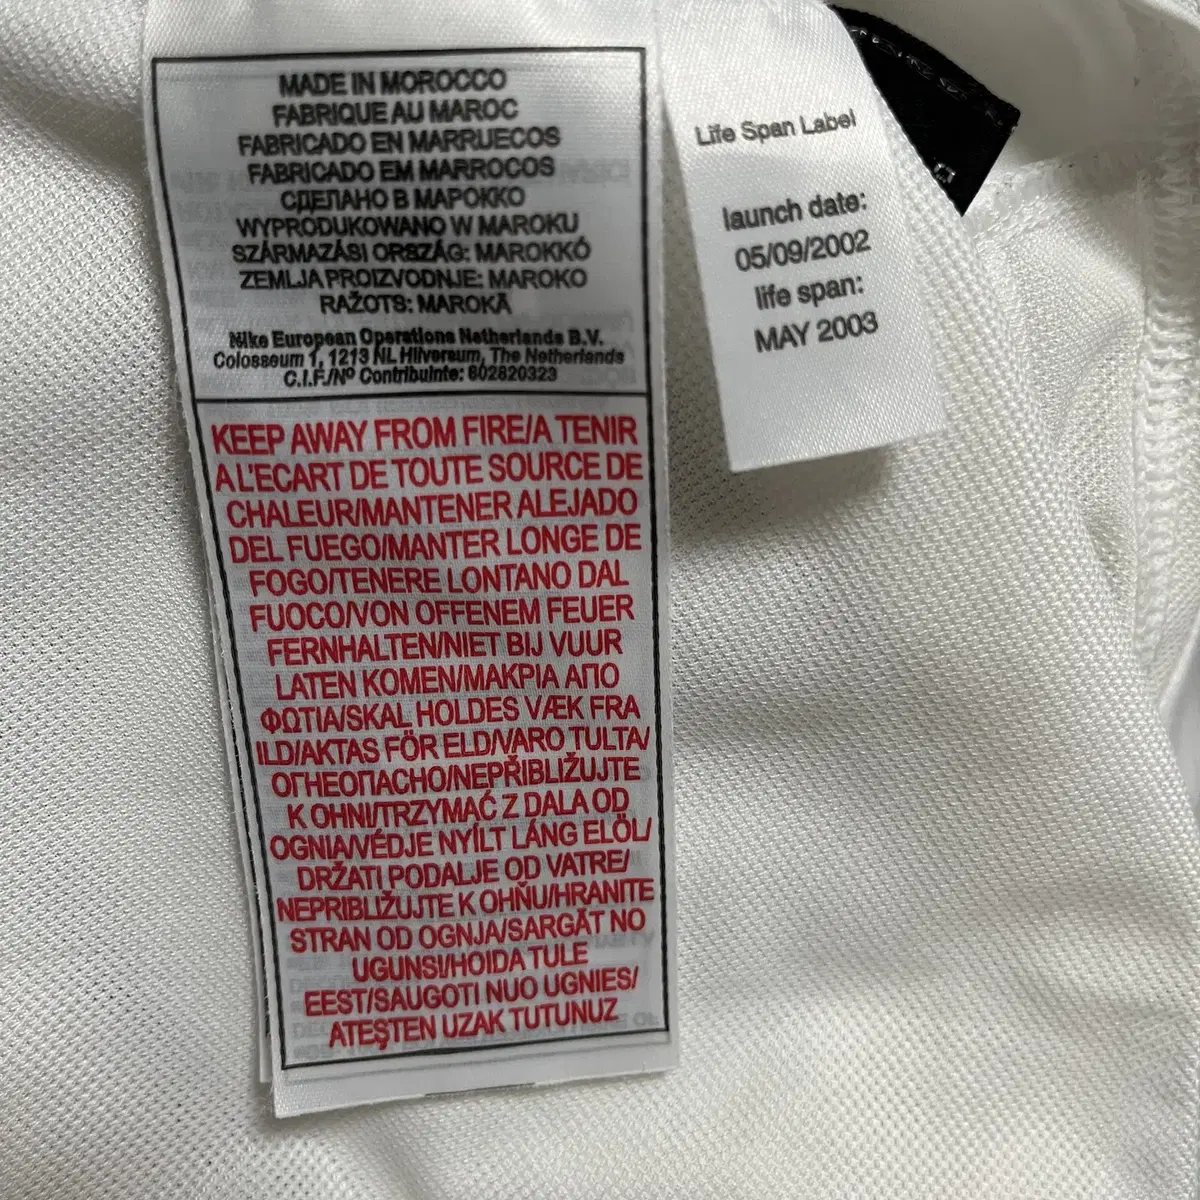 MADE IN MOROCCO
FABRIQUE AU MAROC
FABRICADO EN MARRUECOS
FABRICADO EM MARROCOS
СДЕЛАНО В МАРОККО
WYPRODUKOWANO W MAROKU
SZÁRMAZÁSI ORSZÁG: MAROKKÓ
ZEMLJA PROIZVODNJE: MAROKO
RAŽOTS: MAROKĀ
Nike European Operations Netherlands B.V.
Colosseum 1, 1213 NL Hilversum, The Netherlands
C.I.F./Nº Contribuinte: 602820323
KEEP AWAY FROM FIRE/A TENIR
A L'ECART DE TOUTE SOURCE DE
CHALEUR/MANTENER ALEJADO
DEL FUEGO/MANTER LONGE DE
FOGO/TENERE LONTANO DAL
FUOCO/VON OFFENEM FEUER
FERNHALTEN/NIET BIJ VUUR
LATEN KOMEN/ΜΑΚΡΙΑ ΑΠΟ
ΦΩΤΙΑ/SKAL HOLDES VÆK FRA
ILD/AKTAS FÖR ELD/VARO TULTA/
ОГНЕОПАСНО/NEPŘIBLIŽUJTE
K OHNI/TRZYMAĆ Z DALA OD
OGNIA/VÉDJE NYÍLT LÁNG ELÖL/
DRŽATI PODALJE OD VATRE/
NEPRIBLIŽUJTE K OHŇU/HRANITE
STRAN OD OGNJA/SARGĀT NO
UGUNS/HOIDA TULE
EEST/SAUGOTI NUO UGNIES/
ATEŞTEN UZAK TUTUNUZ
Life Span Label
launch date:
05/09/2002
life span:
MAY 2003